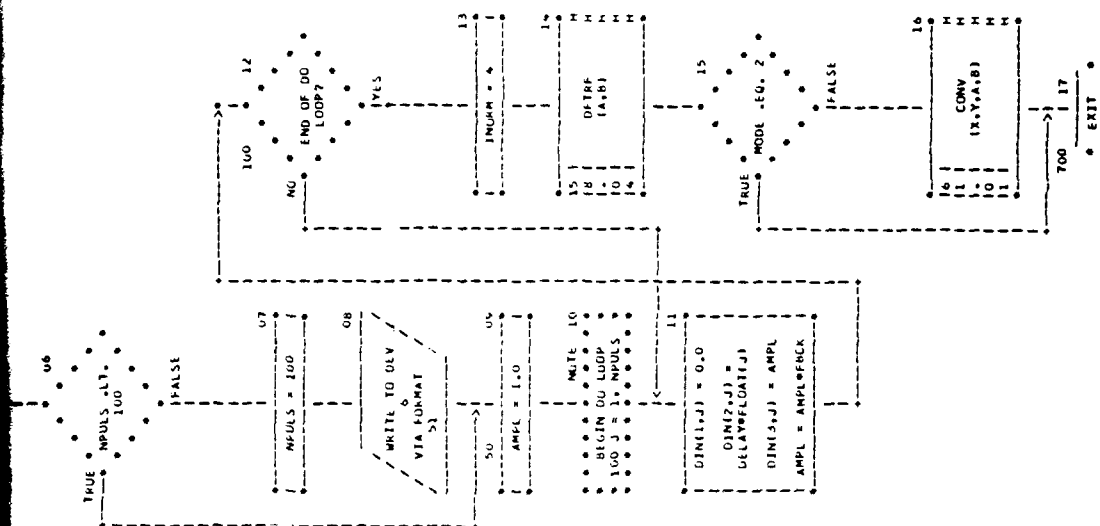 06
NPULS .LT.
100
TRUE
FALSE
07
NPULS = 100
08
WRITE TO DEV
6
VIA FORMAT
51
50
09
AMPL = 1.0
NOTE 10
BEGIN DO LOOP
100 J = 1, NPULS
11
DIN(1,J) = 0.0
DIN(2,J) =
DELAY*FLOAT(J)
DIN(3,J) = AMPL
AMPL = AMPL*FBCK
100
12
END OF DO
LOOP?
NO
YES
13
INORM = 4
14
15
DETRF
(A,B)
15
MODE .EQ. 2
TRUE
FALSE
16
CONV
(X,Y,A,B)
700
17
EXIT